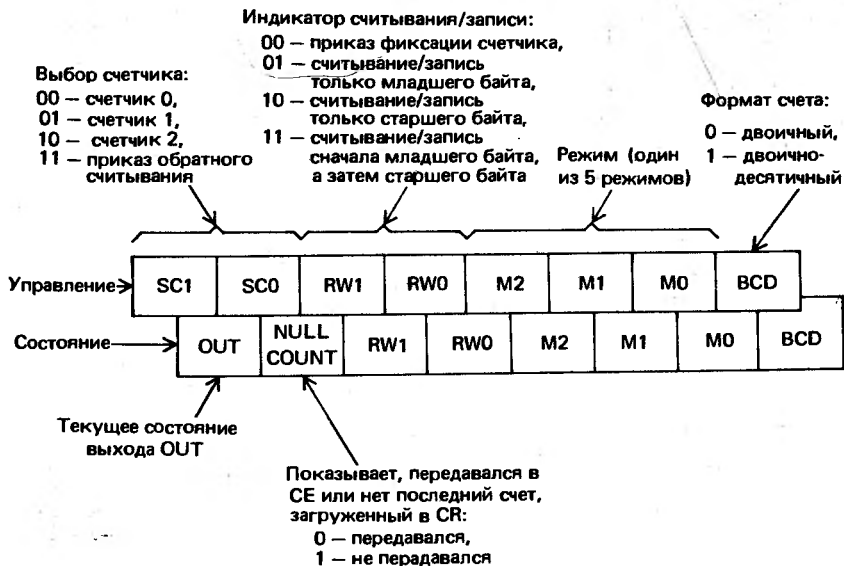 Индикатор считывания/записи:
00 — приказ фиксации счетчика,
01 — считывание/запись
только младшего байта,
10 — считывание/запись
только старшего байта,
11 — считывание/запись
сначала младшего байта,
а затем старшего байта
Выбор счетчика:
00 — счетчик 0,
01 — счетчик 1,
10 — счетчик 2,
11 — приказ обратного
считывания
Режим (один
из 5 режимов)
Формат счета:
0 — двоичный,
1 — двоично-
десятичный
Управление
SC1 SC0 RW1 RW0 M2 M1 M0 BCD
Состояние
OUT NULL COUNT RW1 RW0 M2 M1 M0 BCD
Текущее состояние
выхода OUT
Показывает, передавался в
CE или нет последний счет,
загруженный в CR:
0 — передавался,
1 — не перадавался